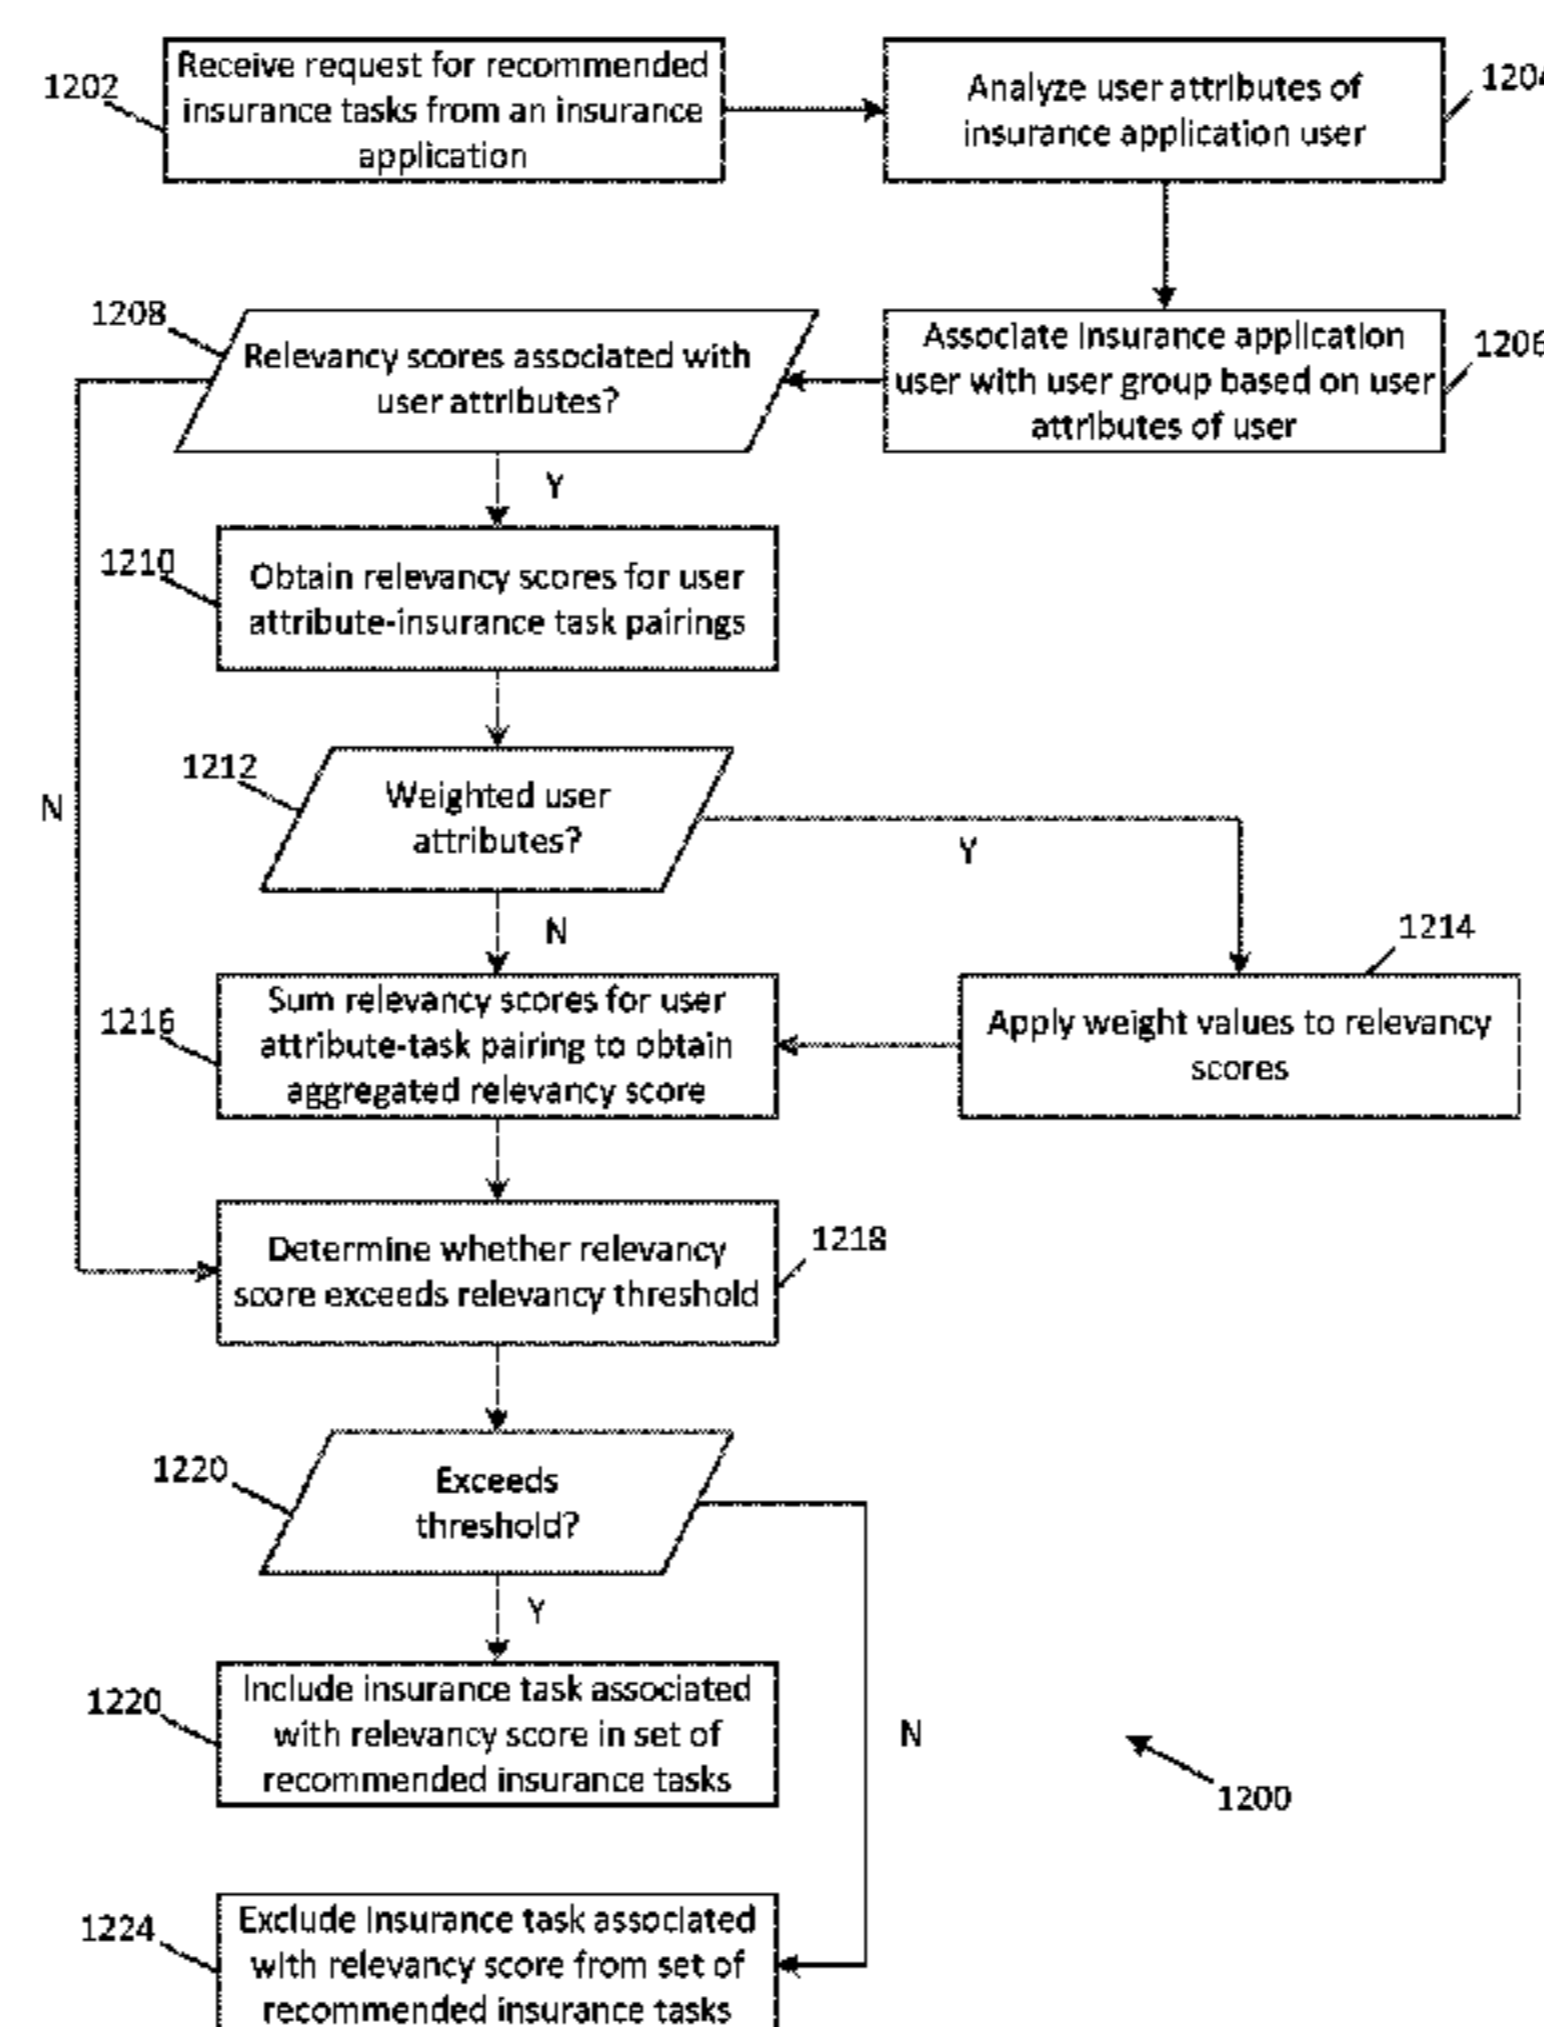 1202
Receive request for recommended
insurance tasks from an insurance
application
Analyze user attributes of
insurance application user
1204
1208
Relevancy scores associated with
user attributes?
Associate insurance application
user with user group based on user
attributes of user
1206
Y
1210
Obtain relevancy scores for user
attribute-insurance task pairings
1212
Weighted user
attributes?
N
Y
N
1214
1216
Sum relevancy scores for user
attribute-task pairing to obtain
aggregated relevancy score
Apply weight values to relevancy
scores
Determine whether relevancy
score exceeds relevancy threshold
1218
1220
Exceeds
threshold?
Y
1220
Include insurance task associated
with relevancy score in set of
recommended insurance tasks
N
1200
1224
Exclude insurance task associated
with relevancy score from set of
recommended insurance tasks